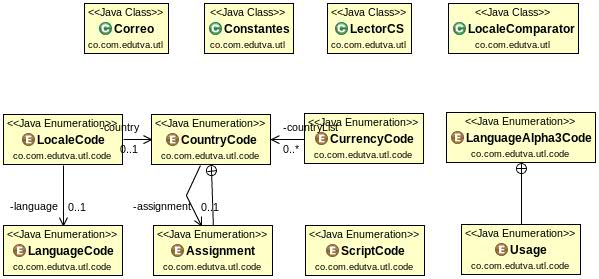 <<Java Class>>
Correo
co.com.edutva.utl
<<Java Class>>
Constantes
co.com.edutva.utl
<<Java Class>>
LectorCS
co.com.edutva.utl
<<Java Class>>
LocaleComparator
co.com.edutva.utl
<<Java Enumeration>>
LocaleCode
co.com.edutva.utl.code
-country
0..1
<<Java Enumeration>>
CountryCode
co.com.edutva.utl.code
-countryList
0..*
<<Java Enumeration>>
CurrencyCode
co.com.edutva.utl.code
<<Java Enumeration>>
LanguageAlpha3Code
co.com.edutva.utl.code
-language
0..1
-assignment
0..1
<<Java Enumeration>>
LanguageCode
co.com.edutva.utl.code
<<Java Enumeration>>
Assignment
co.com.edutva.utl.code
<<Java Enumeration>>
ScriptCode
co.com.edutva.utl.code
<<Java Enumeration>>
Usage
co.com.edutva.utl.code